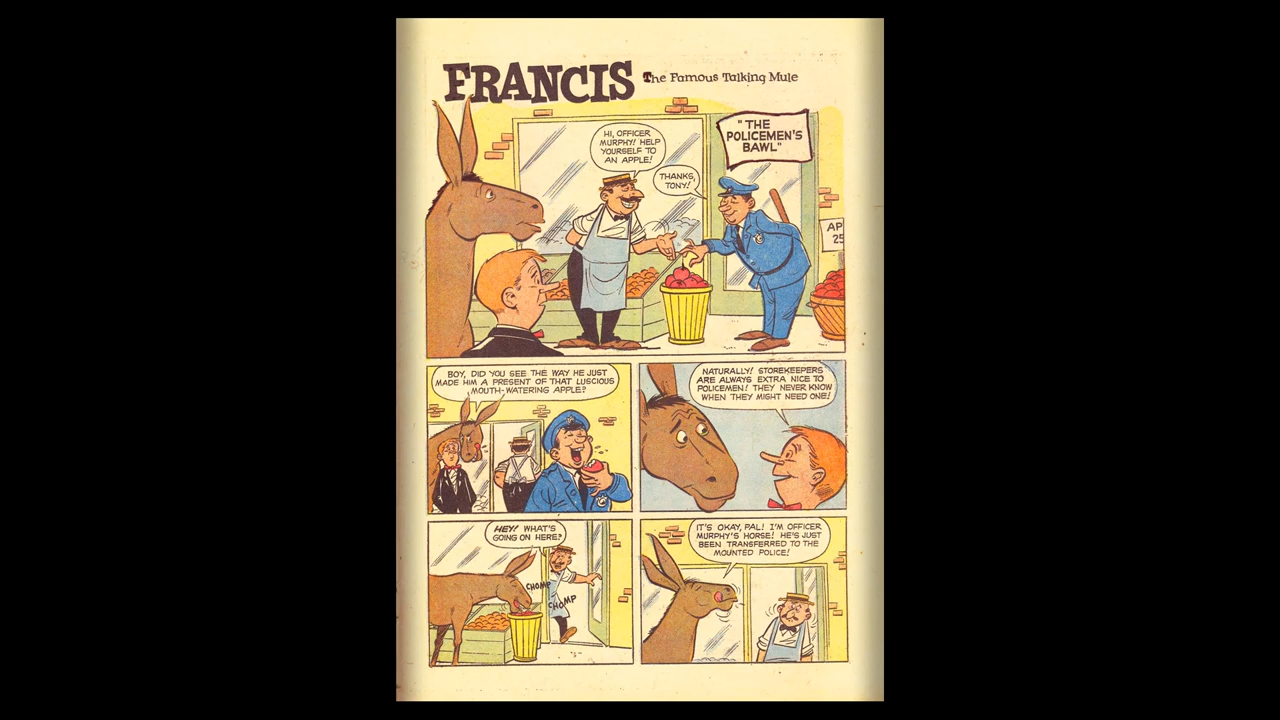 FRANCIS The Famous Talking Mule
"THE
POLICEMEN'S
BAWL"
HI, OFFICER
MURPHY! HELP
YOURSELF TO
AN APPLE!
THANKS,
TONY!
AP
25
BOY, DID YOU SEE THE WAY HE JUST
MADE HIM A PRESENT OF THAT LUSCIOUS
MOUTH-WATERING APPLE?
NATURALLY! STOREKEEPERS
ARE ALWAYS EXTRA NICE TO
POLICEMEN! THEY NEVER KNOW
WHEN THEY MIGHT NEED ONE!
HEY! WHAT'S
GOING ON HERE?
CHOMP
CHOMP
IT'S OKAY, PAL! I'M OFFICER
MURPHY'S HORSE! HE'S JUST
BEEN TRANSFERRED TO THE
MOUNTED POLICE!